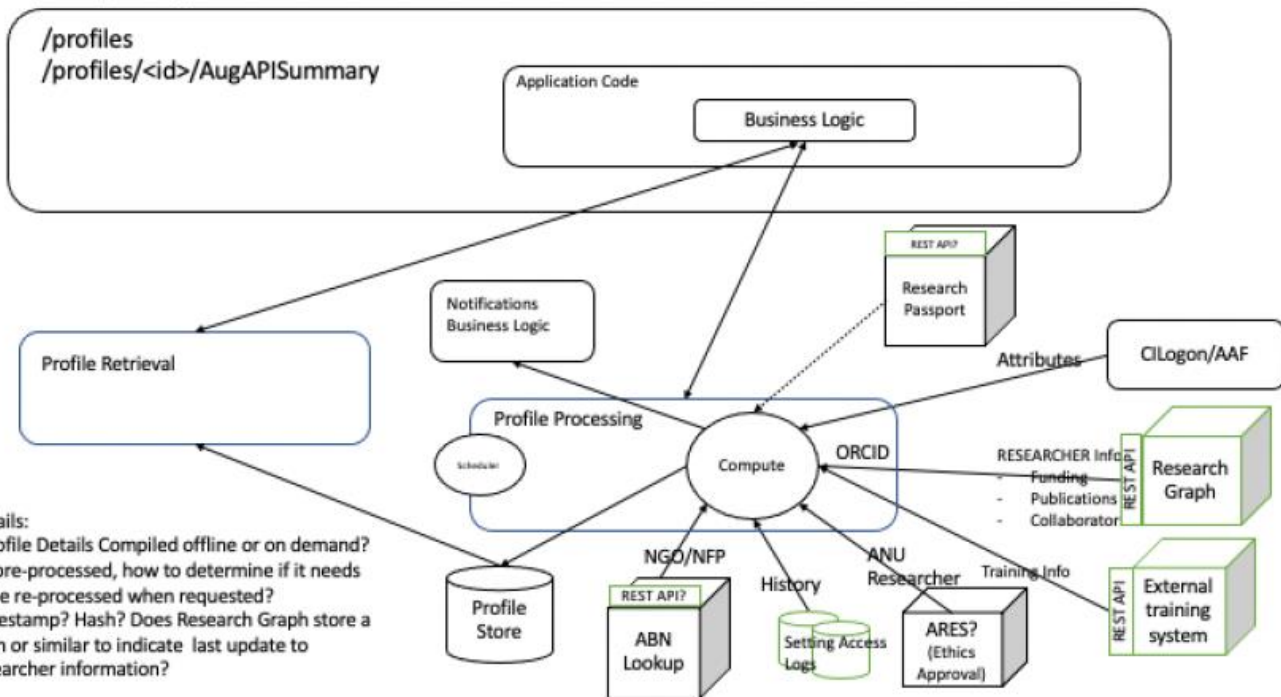 /profiles
/profiles/<id>/AugAPISummary
Application Code
Business Logic
REST API?
Research
Passport
Notifications
Business Logic
Profile Retrieval
Attributes
CILogon/AAF
Profile Processing
Scheduler
Compute
ORCID
RESEARCHER Info
- Funding
- Publications
- Collaborator
REST API
Research
Graph
ails:
ofile Details Compiled offline or on demand?
ore-processed, how to determine if it needs
e re-processed when requested?
estamp? Hash? Does Research Graph store a
or similar to indicate last update to
earcher information?
Profile
Store
NGO/NFP
REST API?
ABN
Lookup
History
Setting Access
Logs
ANU
Researcher
ARES?
(Ethics
Approval)
Training Info
REST API
External
training
system